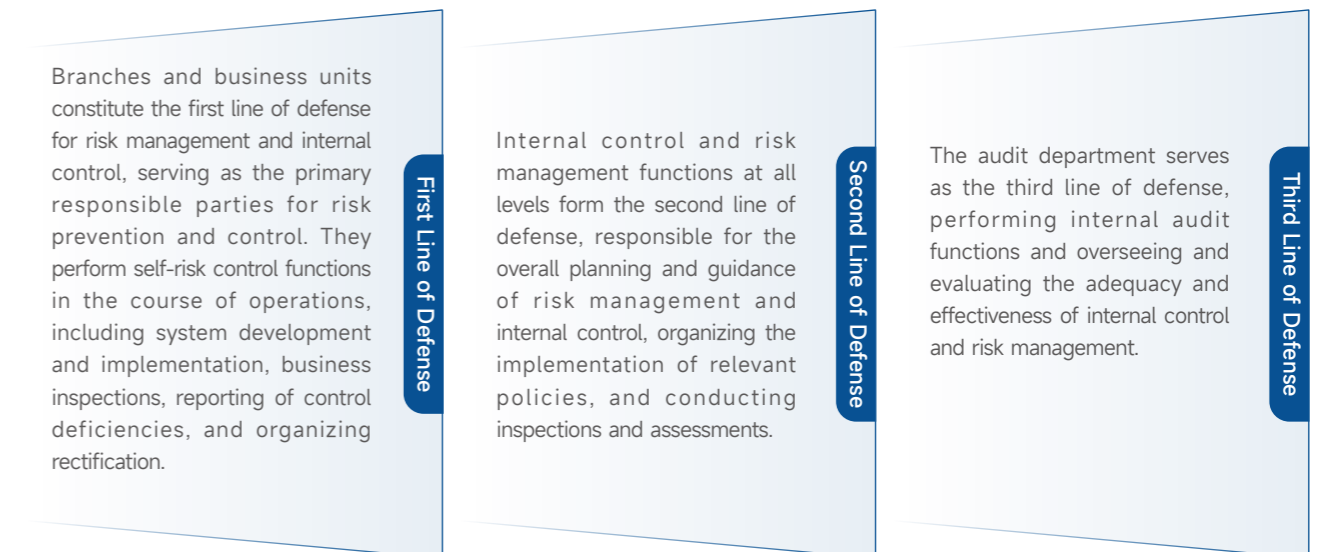 Branches and business units
constitute the first line of defense
for risk management and internal
control, serving as the primary
responsible parties for risk
prevention and control. They
perform self-risk control functions
in the course of operations,
including system development
and implementation, business
inspections, reporting of control
deficiencies, and organizing
rectification.
First Line of Defense
Internal control and risk
management functions at all
levels form the second line of
defense, responsible for the
overall planning and guidance
of risk management and
internal control, organizing the
implementation of relevant
policies, and conducting
inspections and assessments.
Second Line of Defense
The audit department serves
as the third line of defense,
performing internal audit
functions and overseeing and
evaluating the adequacy and
effectiveness of internal control
and risk management.
Third Line of Defense